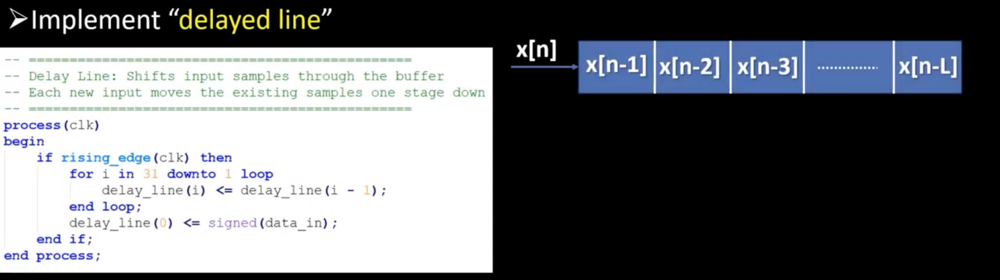 ➢Implement “delayed line”
-- ===============================================
-- Delay Line: Shifts input samples through the buffer
-- Each new input moves the existing samples one stage down
-- ===============================================
process(clk)
begin
    if rising_edge(clk) then
        for i in 31 downto 1 loop
            delay_line(i) <= delay_line(i - 1);
        end loop;
        delay_line(0) <= signed(data_in);
    end if;
end process;
x[n]
x[n-1] x[n-2] x[n-3] .............. x[n-L]